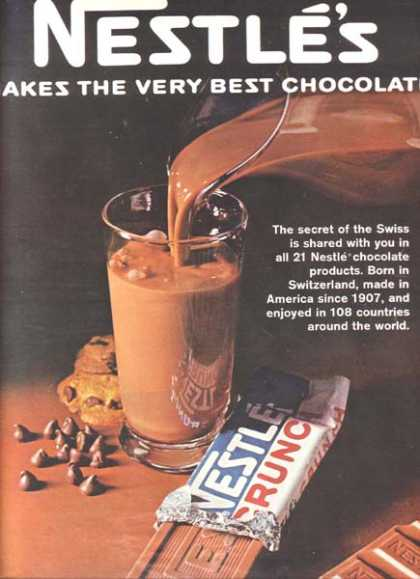 NESTLÉ'S
AKES THE VERY BEST CHOCOLAT
The secret of the Swiss
is shared with you in
all 21 Nestlé® chocolate
products. Born in
Switzerland, made in
America since 1907, and
enjoyed in 108 countries
around the world.
NESTLÉ
CRUNCH